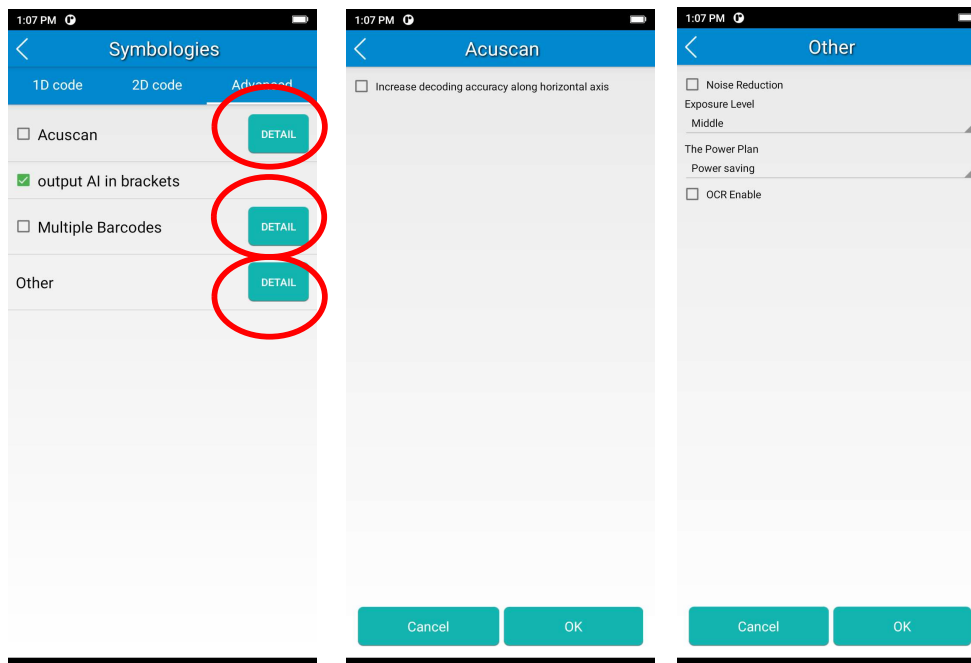 1:07 PM
Symbologies
1D code 2D code Advanced
Acuscan DETAIL
output AI in brackets
Multiple Barcodes DETAIL
Other DETAIL
1:07 PM
Acuscan
Increase decoding accuracy along horizontal axis
Cancel OK
1:07 PM
Other
Noise Reduction
Exposure Level
Middle
The Power Plan
Power saving
OCR Enable
Cancel OK